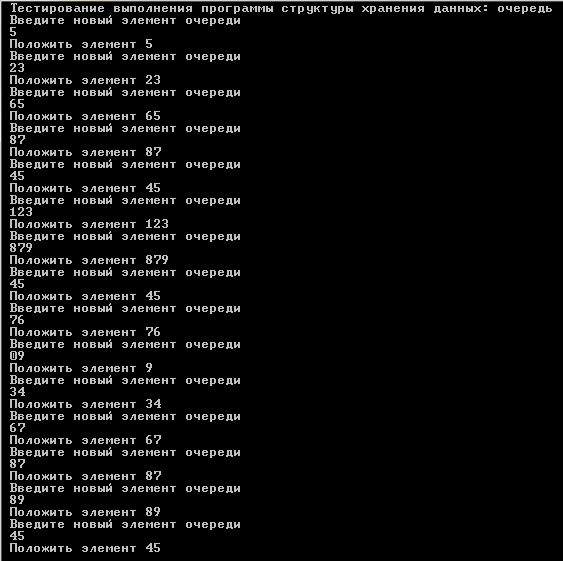 Тестирование выполнения программы структуры хранения данных: очередь
Введите новый элемент очереди
5
Положить элемент 5
Введите новый элемент очереди
23
Положить элемент 23
Введите новый элемент очереди
65
Положить элемент 65
Введите новый элемент очереди
87
Положить элемент 87
Введите новый элемент очереди
45
Положить элемент 45
Введите новый элемент очереди
123
Положить элемент 123
Введите новый элемент очереди
879
Положить элемент 879
Введите новый элемент очереди
45
Положить элемент 45
Введите новый элемент очереди
76
Положить элемент 76
Введите новый элемент очереди
09
Положить элемент 9
Введите новый элемент очереди
34
Положить элемент 34
Введите новый элемент очереди
67
Положить элемент 67
Введите новый элемент очереди
87
Положить элемент 87
Введите новый элемент очереди
89
Положить элемент 89
Введите новый элемент очереди
45
Положить элемент 45